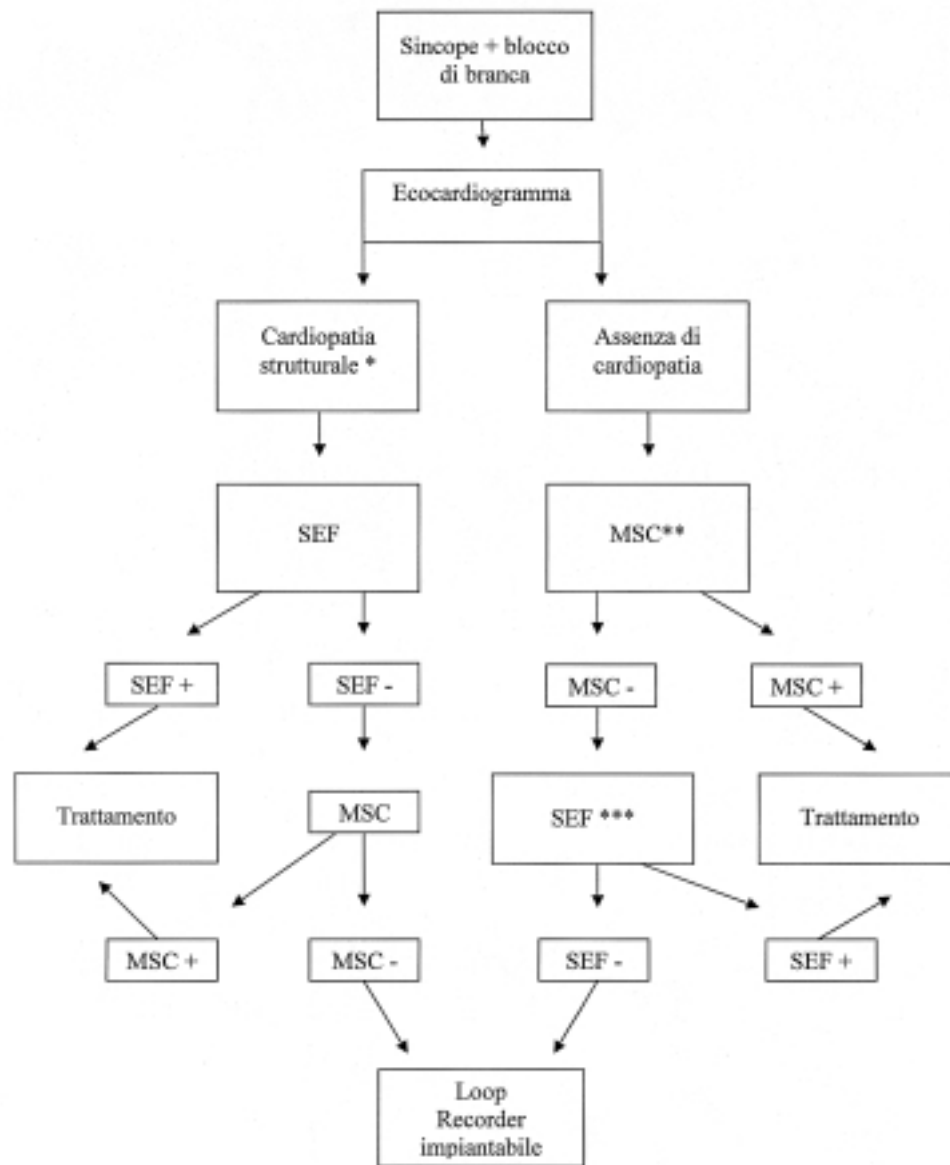 Sincope + blocco
di branca
Ecocardiogramma
Cardiopatia
strutturale *
Assenza di
cardiopatia
SEF
MSC**
SEF +
SEF -
MSC -
MSC +
Trattamento
MSC
SEF ***
Trattamento
MSC +
MSC -
SEF -
SEF +
Loop
Recorder
impiantabile